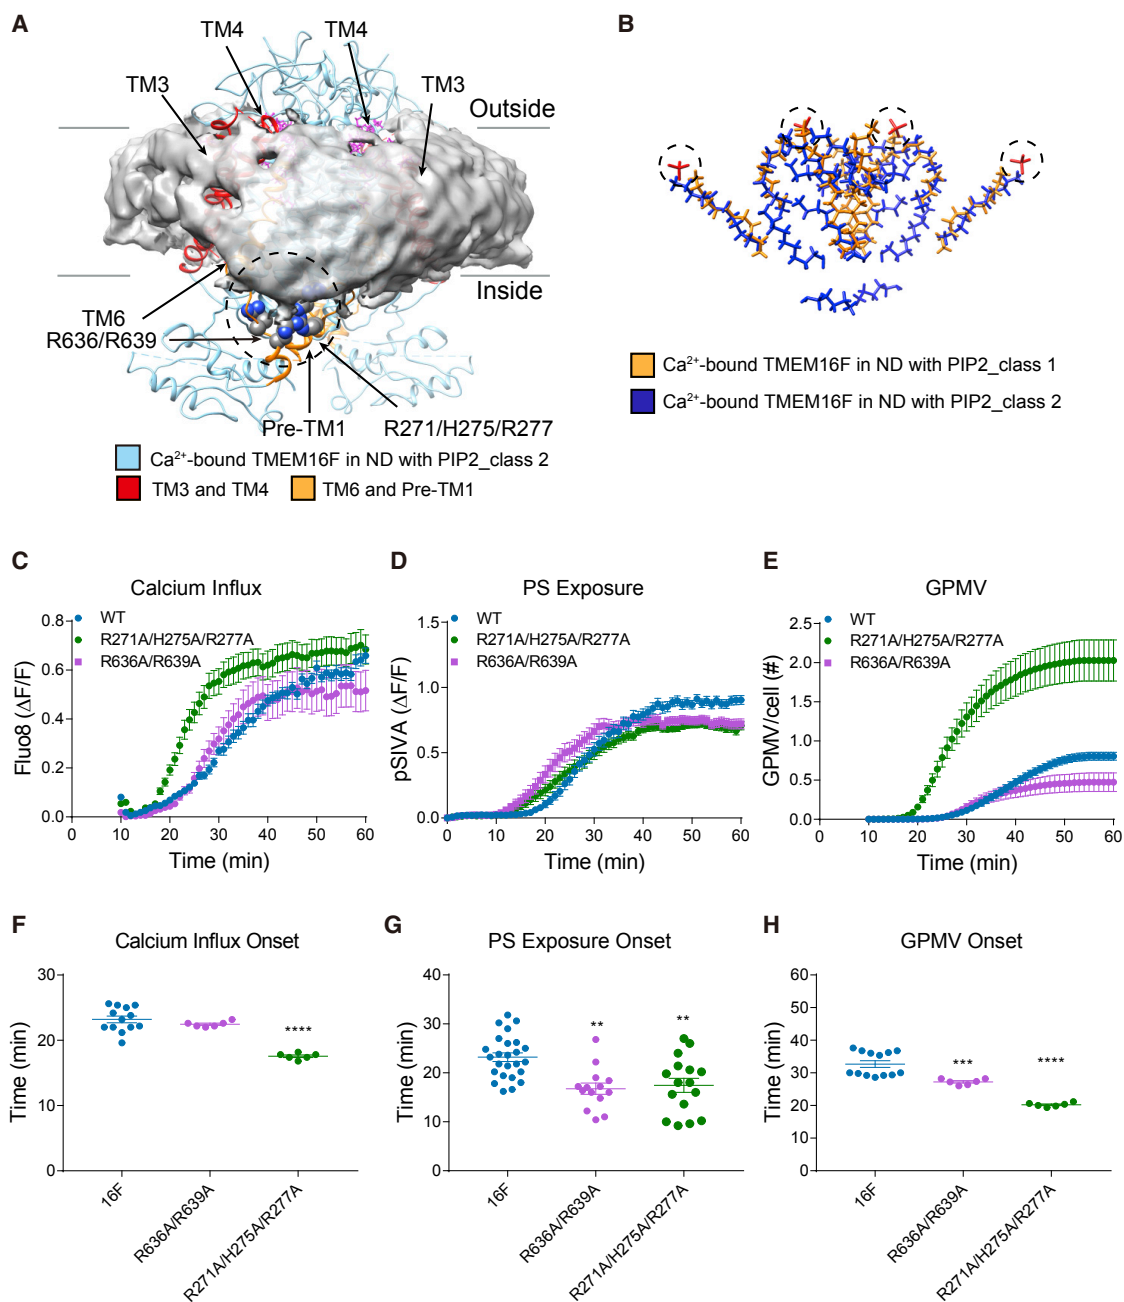 A
TM4
TM4
TM3
TM3
Outside
Inside
TM6
R636/R639
Pre-TM1
R271/H275/R277
Ca²⁺-bound TMEM16F in ND with PIP2_class 2
TM3 and TM4
TM6 and Pre-TM1
B
Ca²⁺-bound TMEM16F in ND with PIP2_class 1
Ca²⁺-bound TMEM16F in ND with PIP2_class 2
C
Calcium Influx
WT
R271A/H275A/R277A
R636A/R639A
Fluo8 (ΔF/F)
0.8
0.6
0.4
0.2
0.0
0 10 20 30 40 50 60
Time (min)
D
PS Exposure
WT
R271A/H275A/R277A
R636A/R639A
pSIVA (ΔF/F)
1.5
1.0
0.5
0.0
0 10 20 30 40 50 60
Time (min)
E
GPMV
WT
R271A/H275A/R277A
R636A/R639A
GPMV/cell (#)
2.5
2.0
1.5
1.0
0.5
0.0
0 10 20 30 40 50 60
Time (min)
F
Calcium Influx Onset
Time (min)
30
20
10
0
****
16F
R636A/R639A
R271A/H275A/R277A
G
PS Exposure Onset
Time (min)
40
30
20
10
0
**
**
16F
R636A/R639A
R271A/H275A/R277A
H
GPMV Onset
Time (min)
60
50
40
30
20
10
0
***
****
16F
R636A/R639A
R271A/H275A/R277A